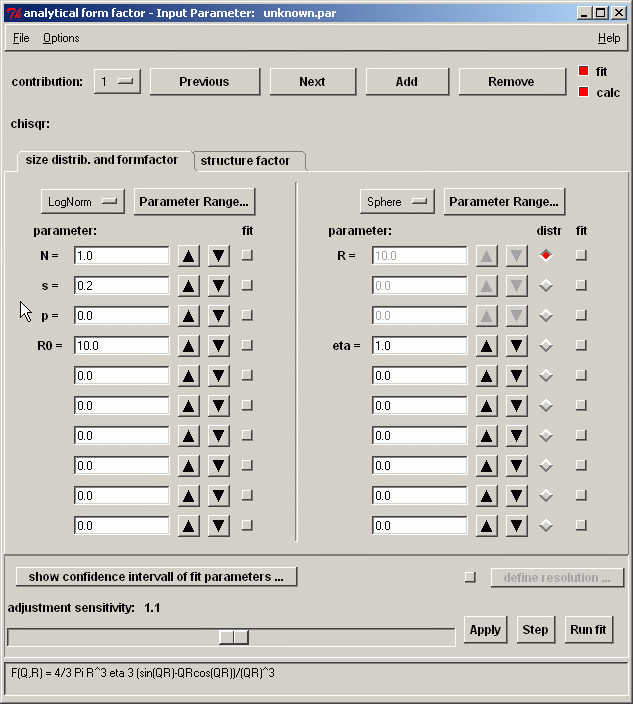 analytical form factor - Input Parameter:   unknown.par
File Options Help
contribution: 1 Previous Next Add Remove fit
calc
chisqr:
size distrib. and formfactor structure factor
LogNorm Parameter Range... Sphere Parameter Range...
parameter: fit parameter: distr fit
N = 1.0 R = 10.0
s = 0.2 0.0
p = 0.0 0.0
R0 = 10.0 eta = 1.0
0.0 0.0
0.0 0.0
0.0 0.0
0.0 0.0
0.0 0.0
0.0 0.0
show confidence intervall of fit parameters ... define resolution ...
adjustment sensitivity: 1.1
Apply Step Run fit
F(Q,R) = 4/3 Pi R^3 eta 3 (sin(QR)-QRcos(QR))/(QR)^3